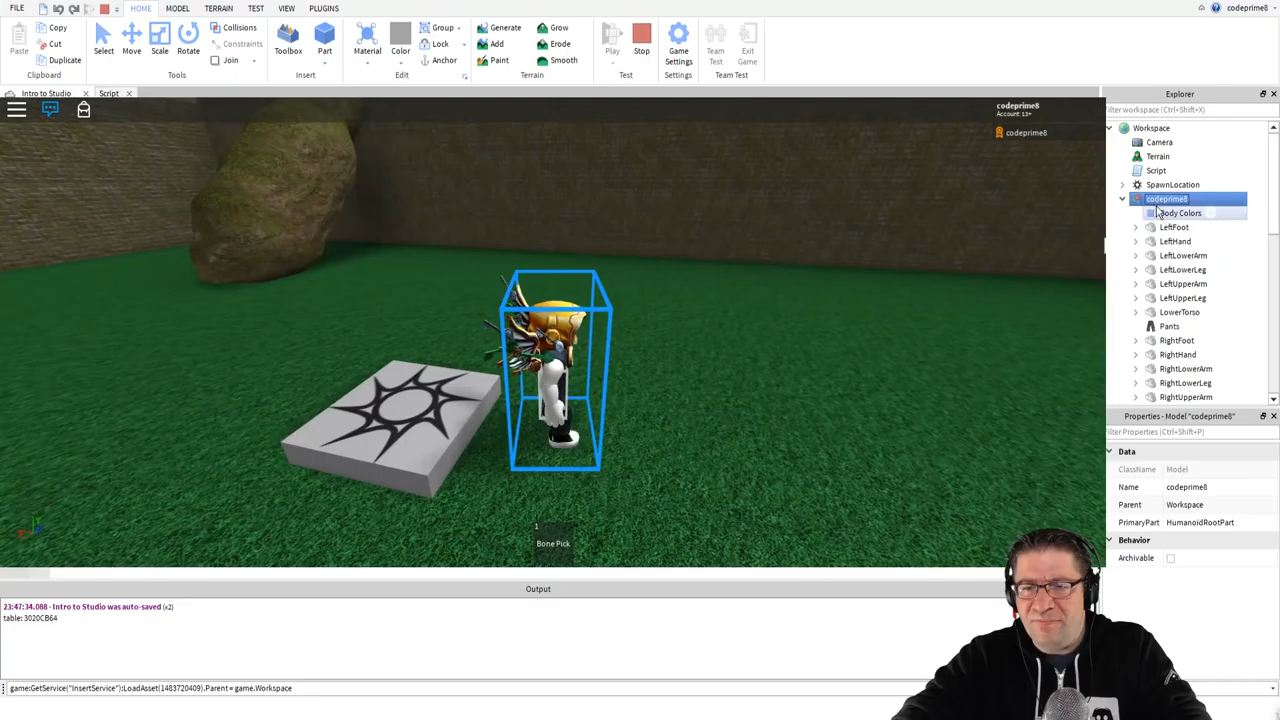 FILE HOME MODEL TERRAIN TEST VIEW PLUGINS codeprime8
Copy Collisions Group Generate Grow
Cut Constraints Lock Add Erode
Paste Duplicate Select Move Scale Rotate Join Toolbox Part Material Color Anchor Paint Smooth Play Stop Game Settings Team Test Exit Game
Clipboard Tools Insert Edit Terrain Test Settings Team Test
Intro to Studio Script
Explorer
Filter workspace (Ctrl+Shift+X)
codeprime8
Account: 13+
codeprime8
Workspace
Camera
Terrain
Script
SpawnLocation
codeprime8
Body Colors
LeftFoot
LeftHand
LeftLowerArm
LeftLowerLeg
LeftUpperArm
LeftUpperLeg
LowerTorso
Pants
RightFoot
RightHand
RightLowerArm
RightLowerLeg
RightUpperArm
Properties - Model "codeprime8"
Filter Properties (Ctrl+Shift+P)
Data
ClassName Model
Name codeprime8
Parent Workspace
PrimaryPart HumanoidRootPart
Behavior
Archivable
1
Bone Pick
Output
23:47:34.088 - Intro to Studio was auto-saved (x2)
table: 3020CB64
game:GetService("InsertService"):LoadAsset(1483720409).Parent = game.Workspace